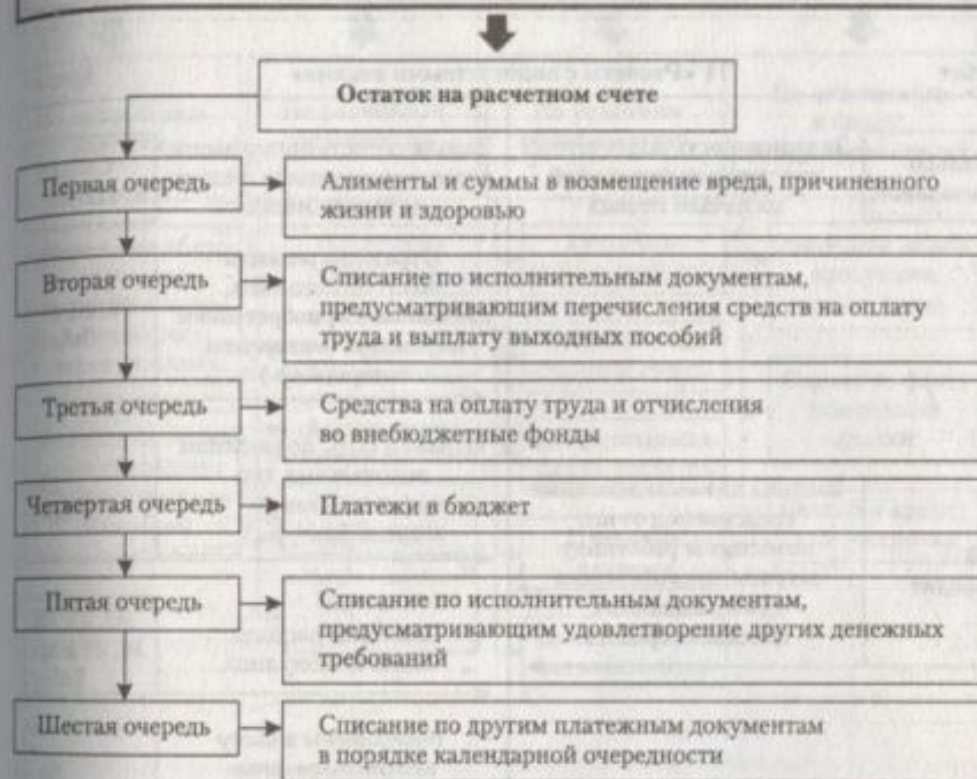 Остаток на расчетном счете
Первая очередь
Алименты и суммы в возмещение вреда, причиненного
жизни и здоровью
Вторая очередь
Списание по исполнительным документам,
предусматривающим перечисления средств на оплату
труда и выплату выходных пособий
Третья очередь
Средства на оплату труда и отчисления
во внебюджетные фонды
Четвертая очередь
Платежи в бюджет
Пятая очередь
Списание по исполнительным документам,
предусматривающим удовлетворение других денежных
требований
Шестая очередь
Списание по другим платежным документам
в порядке календарной очередности